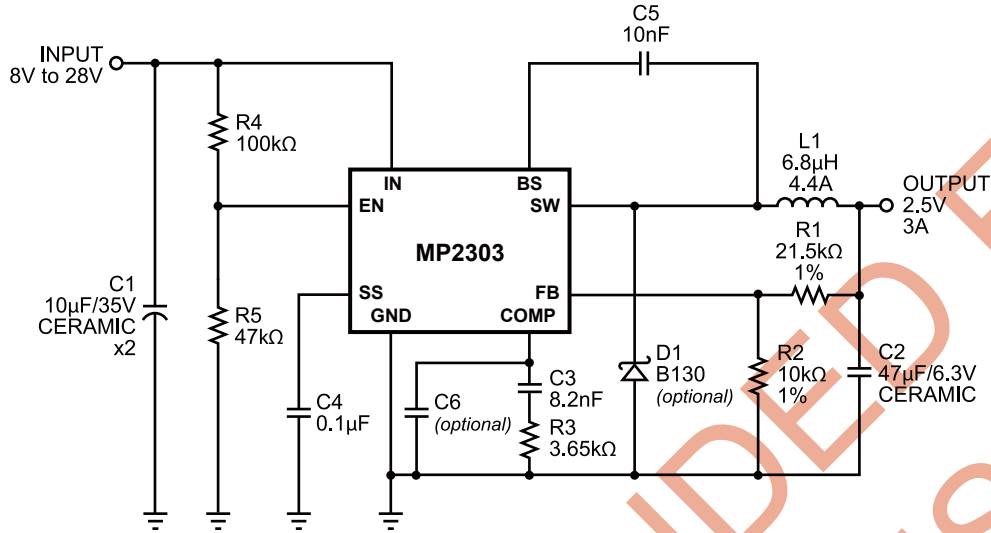 C5
10nF
INPUT
8V to 28V
R4
100kΩ
L1
6.8µH
4.4A
OUTPUT
2.5V
3A
IN
BS
EN
SW
MP2303
R1
21.5kΩ
1%
C1
10µF/35V
CERAMIC
x2
R5
47kΩ
SS
FB
GND
COMP
D1
B130
(optional)
R2
10kΩ
1%
C2
47µF/6.3V
CERAMIC
C4
0.1µF
C6
(optional)
C3
8.2nF
R3
3.65kΩ